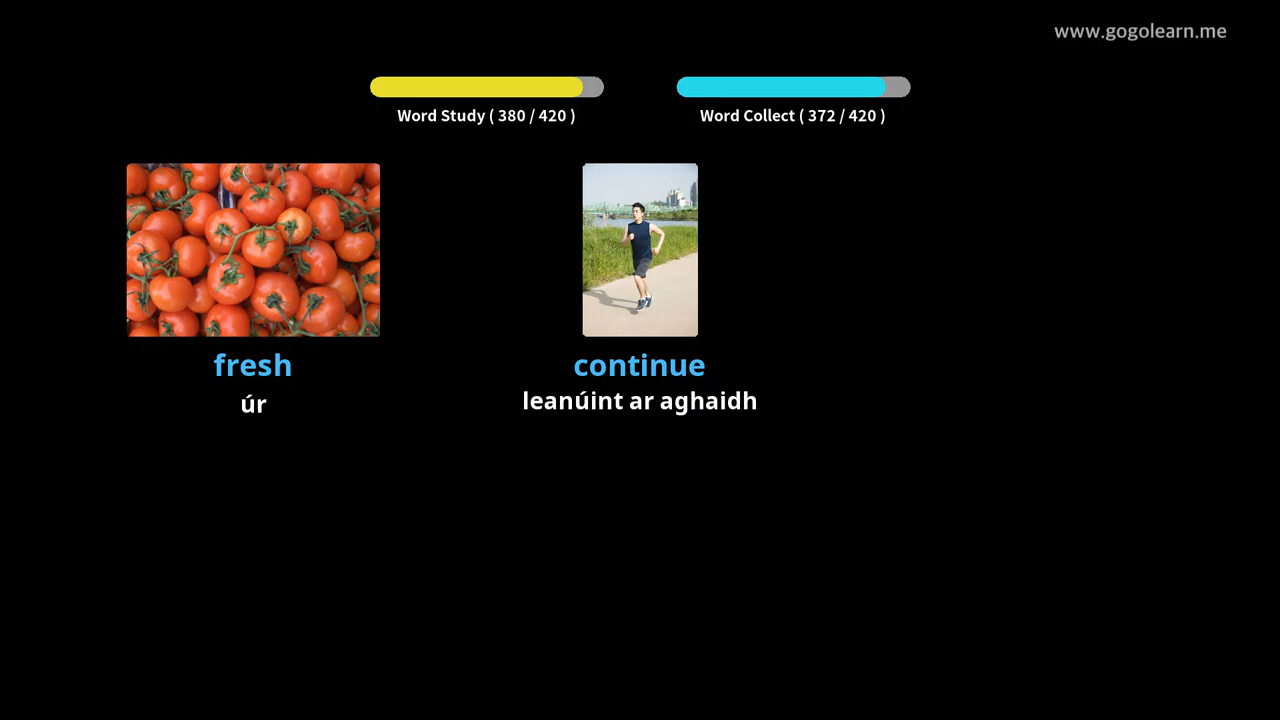 www.gogolearn.me
Word Study ( 380 / 420 )
Word Collect ( 372 / 420 )
fresh
úr
continue
leanúint ar aghaidh